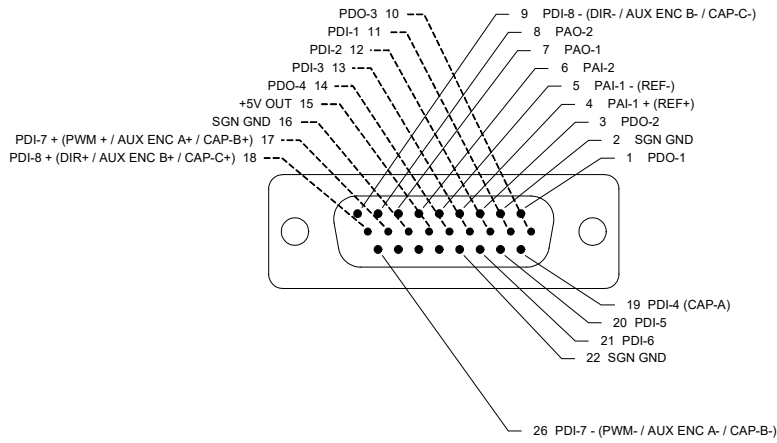 PDO-3 10
PDI-1 11
PDI-2 12
PDI-3 13
PDO-4 14
+5V OUT 15
SGN GND 16
PDI-7 + (PWM + / AUX ENC A+ / CAP-B+) 17
PDI-8 + (DIR+ / AUX ENC B+ / CAP-C+) 18
9 PDI-8 - (DIR- / AUX ENC B- / CAP-C-)
8 PAO-2
7 PAO-1
6 PAI-2
5 PAI-1 - (REF-)
4 PAI-1 + (REF+)
3 PDO-2
2 SGN GND
1 PDO-1
19 PDI-4 (CAP-A)
20 PDI-5
21 PDI-6
22 SGN GND
26 PDI-7 - (PWM- / AUX ENC A- / CAP-B-)